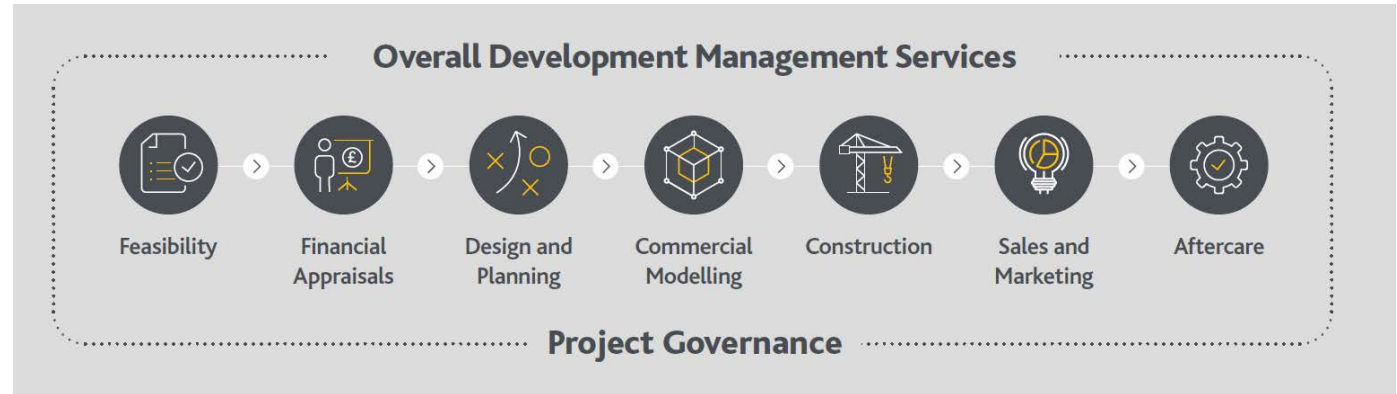 Overall Development Management Services
£
Feasibility
Financial
Appraisals
Design and
Planning
Commercial
Modelling
Construction
Sales and
Marketing
Aftercare
Project Governance